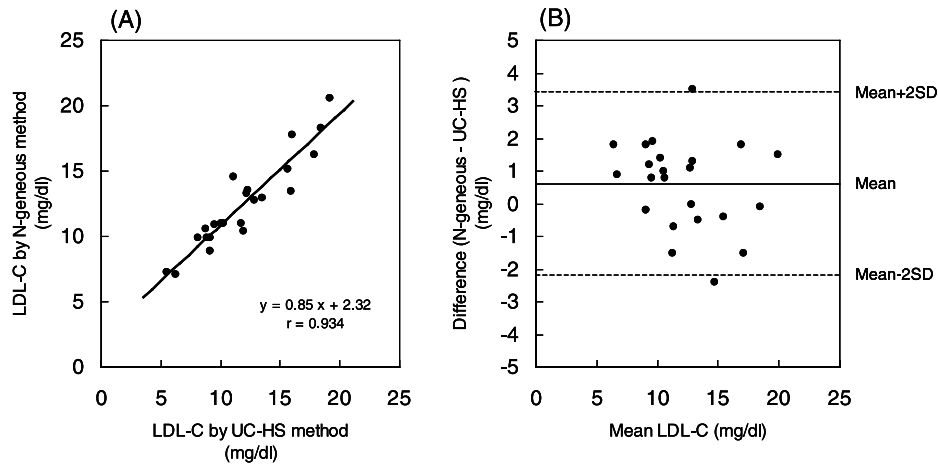 (A)
25
20
15
10
5
0
0 5 10 15 20 25
LDL-C by N-geneous method
(mg/dl)
y = 0.85 x + 2.32
r = 0.934
LDL-C by UC-HS method
(mg/dl)
(B)
5
4
3
2
1
0
-1
-2
-3
-4
-5
0 5 10 15 20 25
Difference (N-geneous - UC-HS )
(mg/dl)
Mean+2SD
Mean
Mean-2SD
Mean LDL-C (mg/dl)